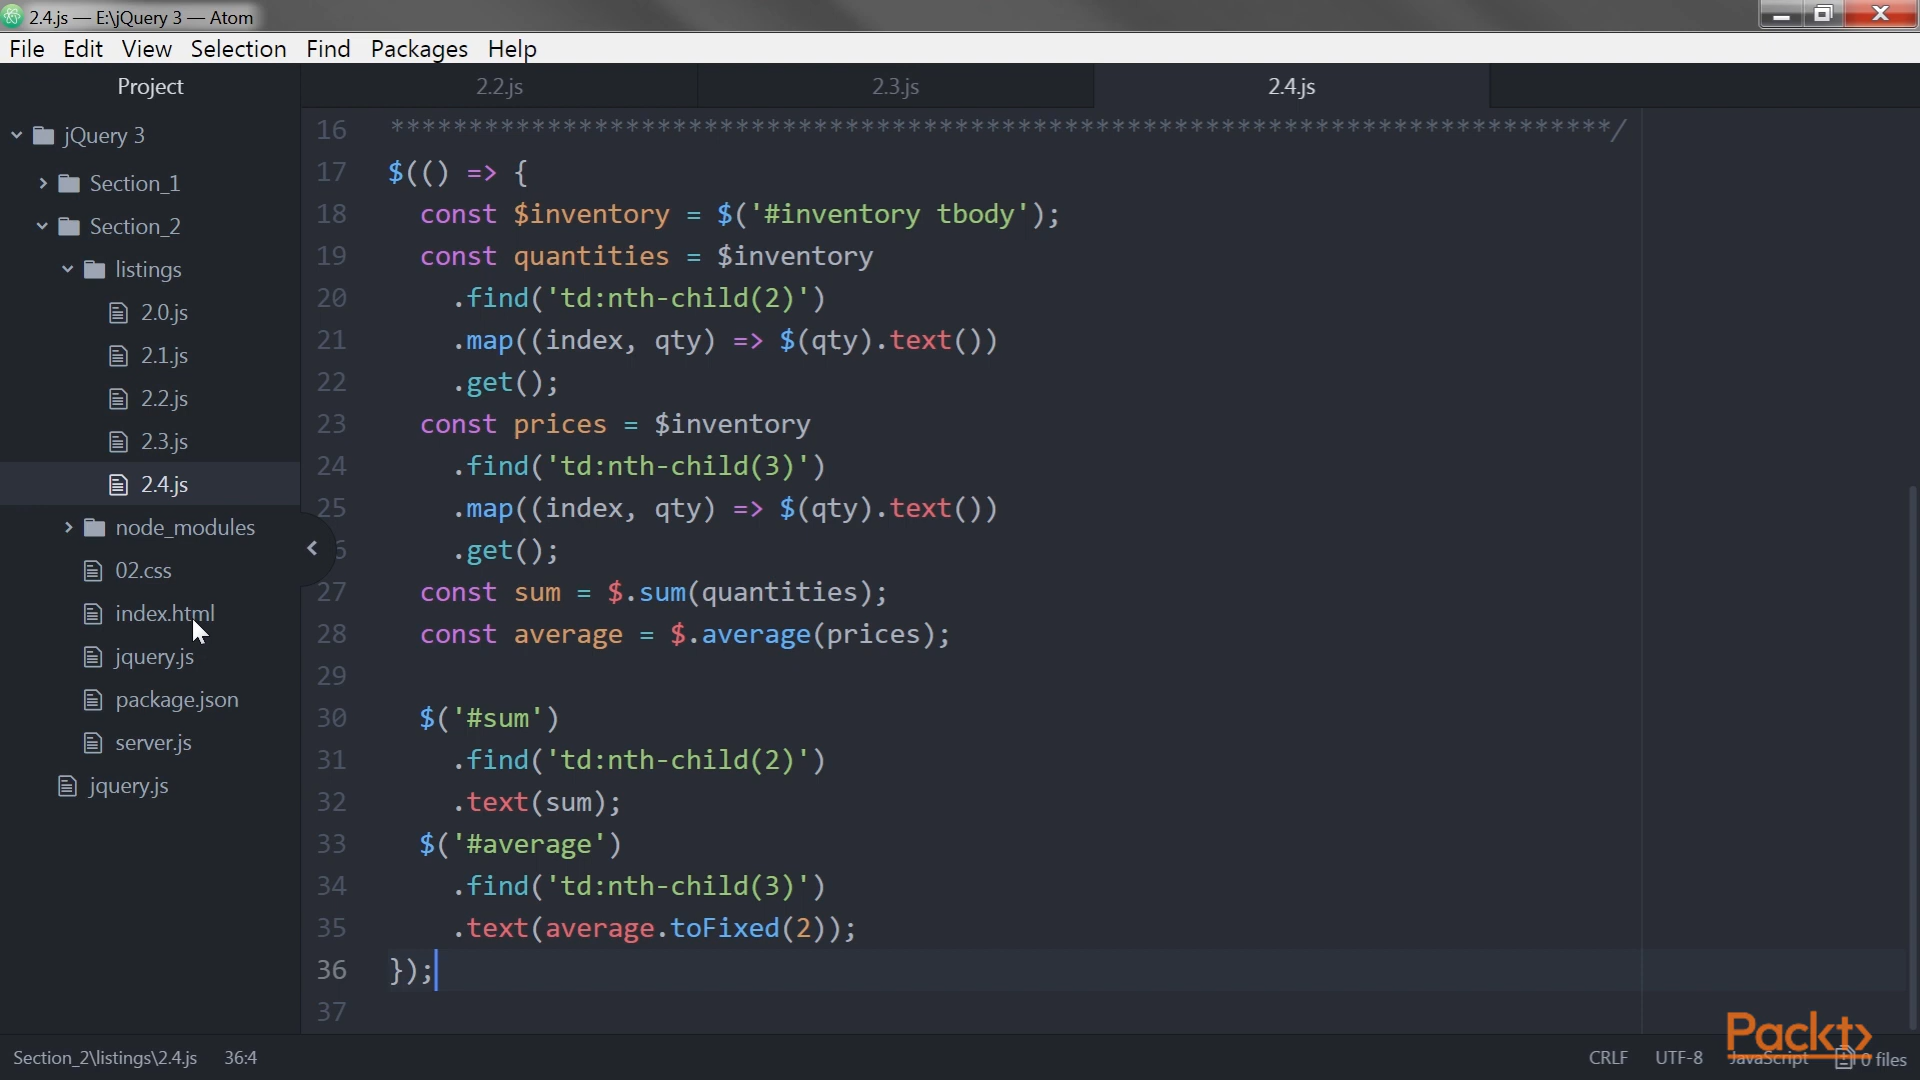 2.4.js — E:\jQuery 3 — Atom
File Edit View Selection Find Packages Help
Project
jQuery 3
Section_1
Section_2
listings
2.0.js
2.1.js
2.2.js
2.3.js
2.4.js
node_modules
02.css
index.html
jquery.js
package.json
server.js
jquery.js
2.2.js 2.3.js 2.4.js
16 ******************************************************************************/
17 $(() => {
18 const $inventory = $('#inventory tbody');
19 const quantities = $inventory
20 .find('td:nth-child(2)')
21 .map((index, qty) => $(qty).text())
22 .get();
23 const prices = $inventory
24 .find('td:nth-child(3)')
25 .map((index, qty) => $(qty).text())
6 .get();
27 const sum = $.sum(quantities);
28 const average = $.average(prices);
29
30 $('#sum')
31 .find('td:nth-child(2)')
32 .text(sum);
33 $('#average')
34 .find('td:nth-child(3)')
35 .text(average.toFixed(2));
36 });
37
Section_2\listings\2.4.js 36:4
CRLF UTF-8 JavaScript 0 files
Packt>